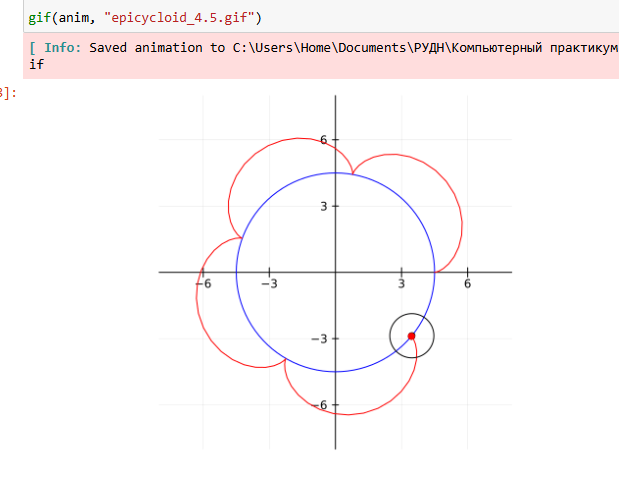 gif(anim, "epicycloid_4.5.gif")
[ Info: Saved animation to C:\Users\Home\Documents\РУДН\Компьютерный практикум
if
]:
6
3
−6 −3 3 6
−3
−6